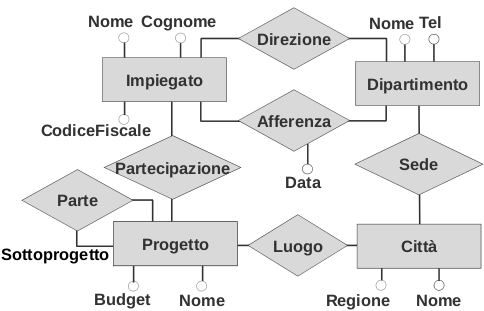 Nome Cognome
Direzione
Nome Tel
Impiegato
Dipartimento
CodiceFiscale
Afferenza
Partecipazione
Sede
Data
Parte
Sottoprogetto
Progetto
Luogo
Città
Budget
Nome
Regione
Nome